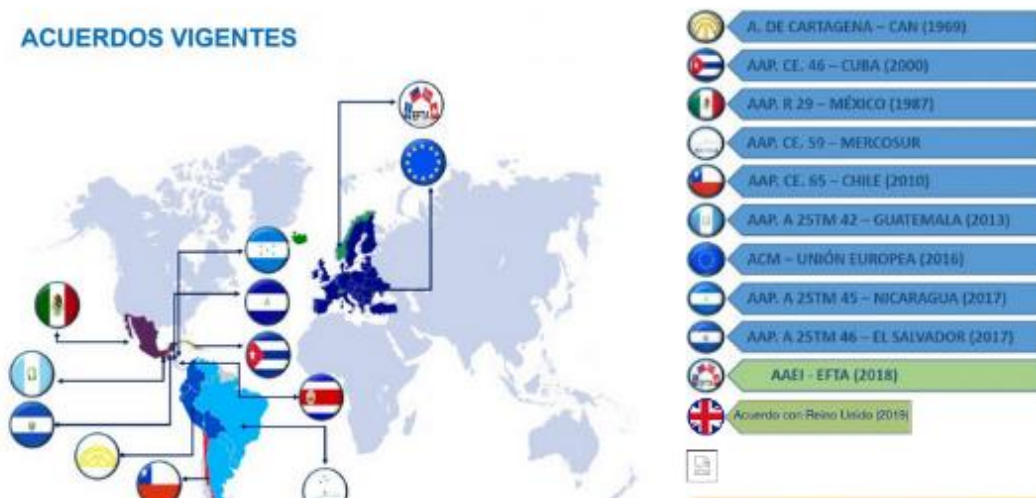 ACUERDOS VIGENTES
EFTA
A. DE CARTAGENA – CAN (1969)
AAP. CE. 46 – CUBA (2000)
AAP. R 29 – MÉXICO (1987)
AAP. CE. 59 – MERCOSUR
AAP. CE. 65 – CHILE (2010)
AAP. A 25TM 42 – GUATEMALA (2013)
ACM – UNIÓN EUROPEA (2016)
AAP. A 25TM 45 – NICARAGUA (2017)
AAP. A 25TM 46 – EL SALVADOR (2017)
AAEI - EFTA (2018)
Acuerdo con Reino Unido (2019)